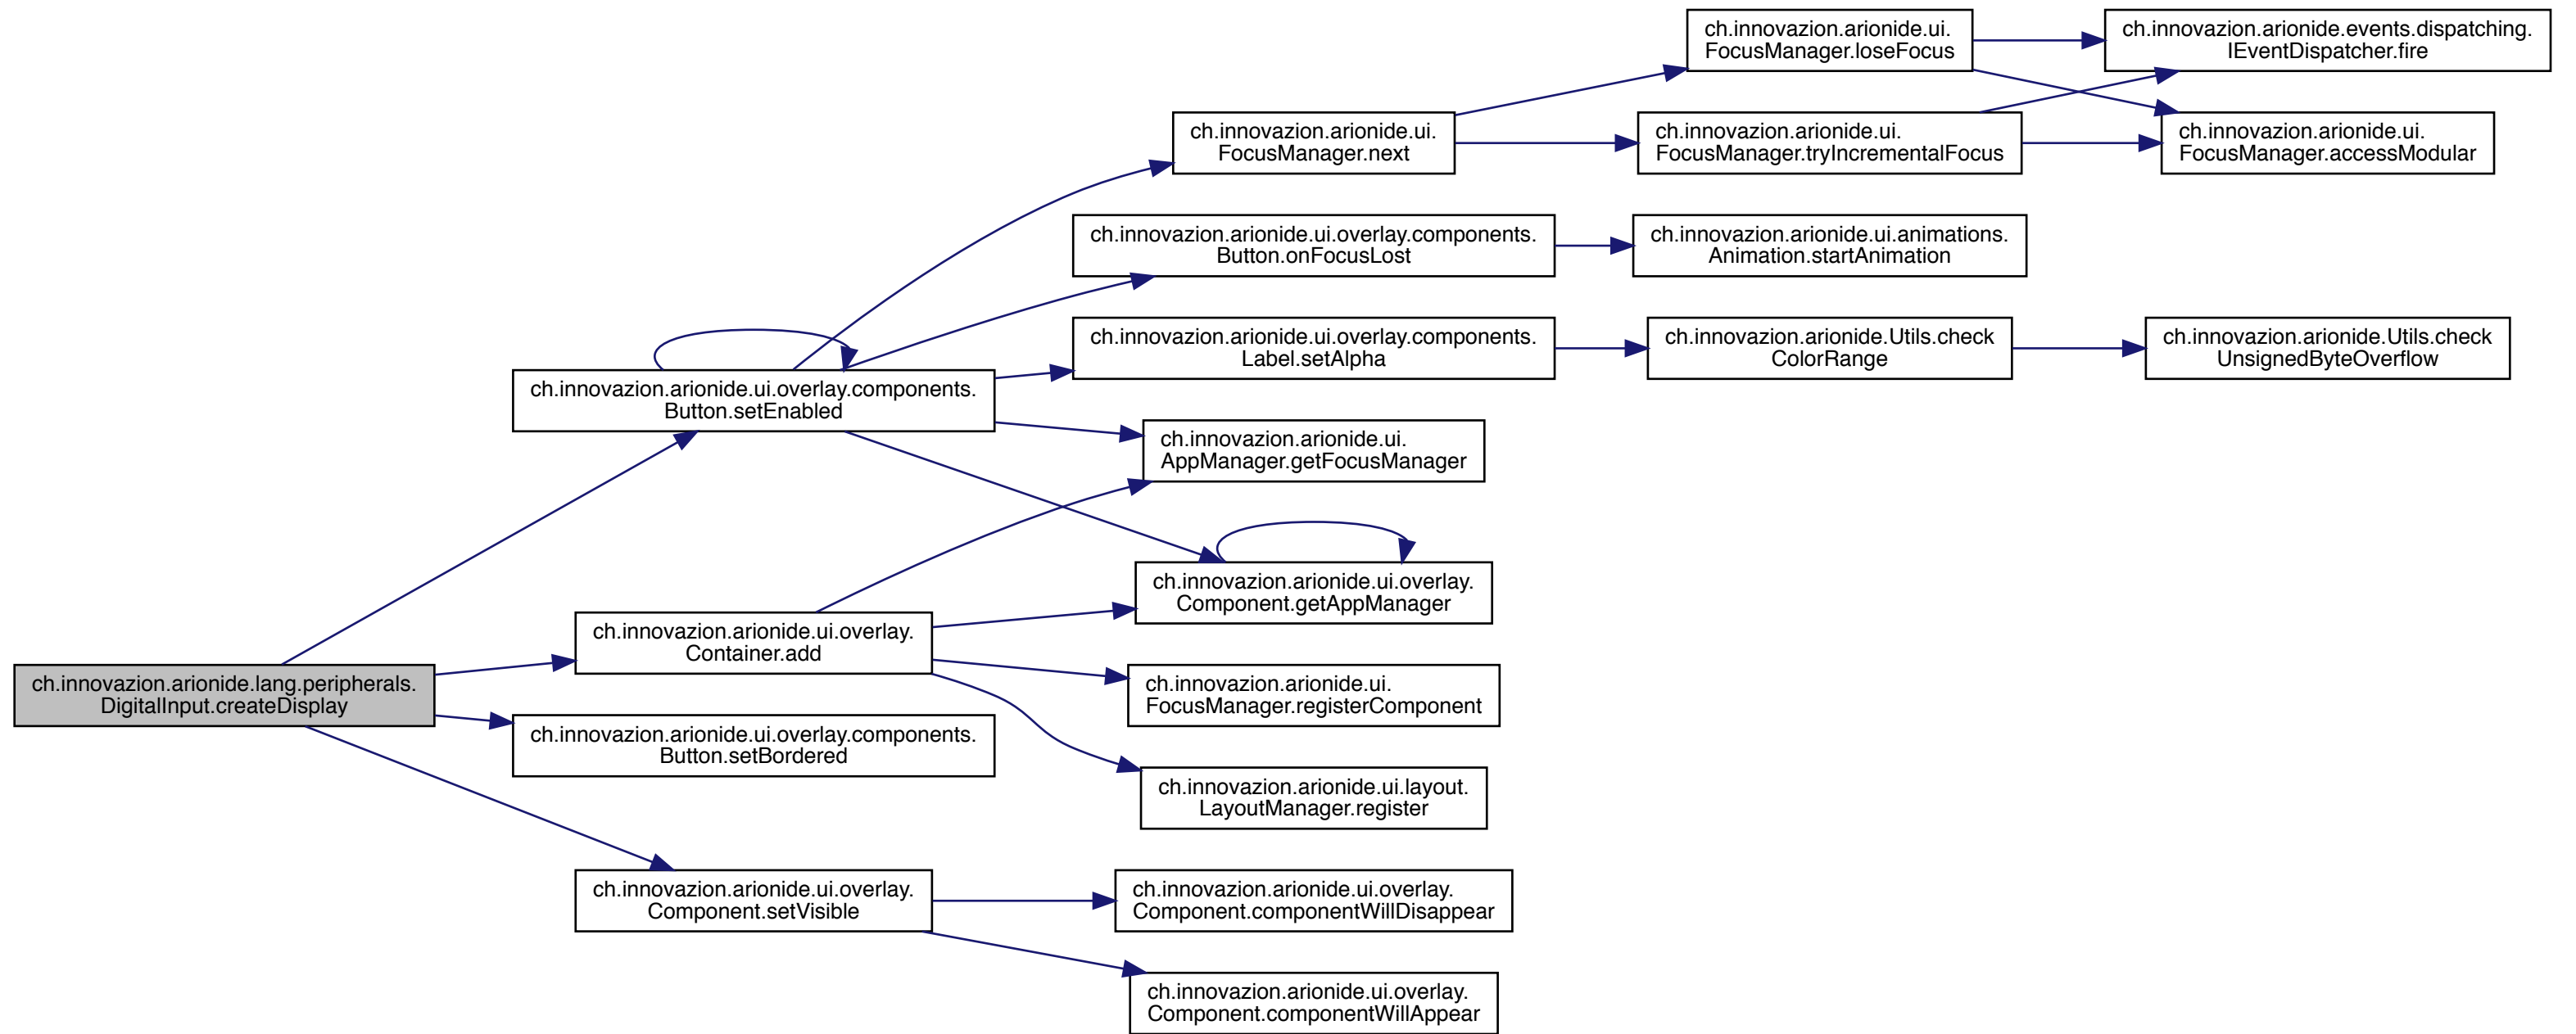 ch.innovazion.arionide.lang.peripherals.
DigitalInput.createDisplay
ch.innovazion.arionide.ui.overlay.components.
Button.setEnabled
ch.innovazion.arionide.ui.overlay.
Container.add
ch.innovazion.arionide.ui.overlay.components.
Button.setBordered
ch.innovazion.arionide.ui.overlay.
Component.setVisible
ch.innovazion.arionide.ui.
FocusManager.next
ch.innovazion.arionide.ui.overlay.components.
Button.onFocusLost
ch.innovazion.arionide.ui.overlay.components.
Label.setAlpha
ch.innovazion.arionide.ui.
AppManager.getFocusManager
ch.innovazion.arionide.ui.overlay.
Component.getAppManager
ch.innovazion.arionide.ui.
FocusManager.registerComponent
ch.innovazion.arionide.ui.layout.
LayoutManager.register
ch.innovazion.arionide.ui.overlay.
Component.componentWillDisappear
ch.innovazion.arionide.ui.overlay.
Component.componentWillAppear
ch.innovazion.arionide.ui.
FocusManager.loseFocus
ch.innovazion.arionide.ui.
FocusManager.tryIncrementalFocus
ch.innovazion.arionide.ui.animations.
Animation.startAnimation
ch.innovazion.arionide.Utils.check
ColorRange
ch.innovazion.arionide.events.dispatching.
IEventDispatcher.fire
ch.innovazion.arionide.ui.
FocusManager.accessModular
ch.innovazion.arionide.Utils.check
UnsignedByteOverflow